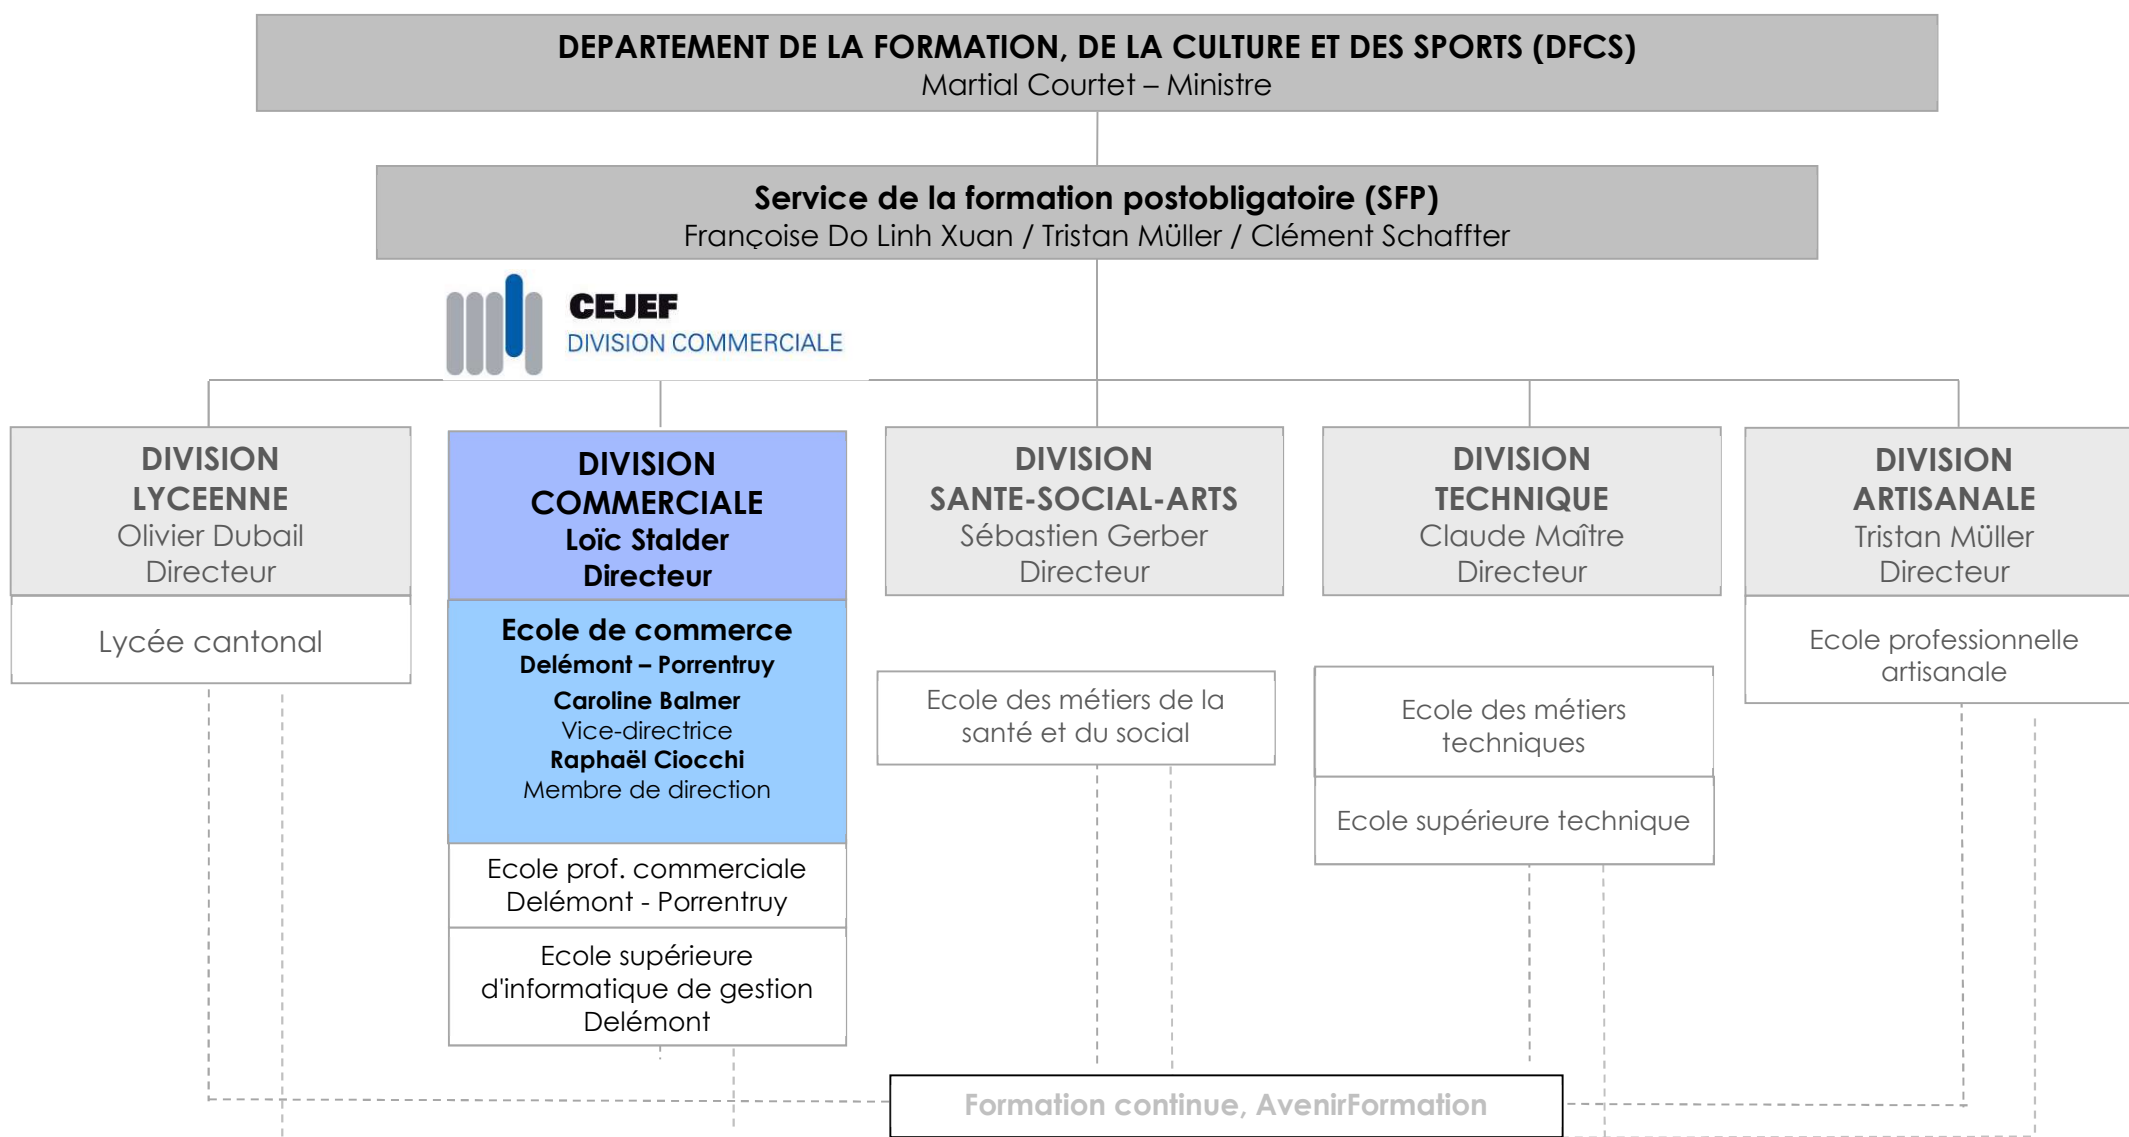 DEPARTEMENT DE LA FORMATION, DE LA CULTURE ET DES SPORTS (DFCS)
Martial Courtet – Ministre
Service de la formation postobligatoire (SFP)
Françoise Do Linh Xuan / Tristan Müller / Clément Schaffter
CEJEF
DIVISION COMMERCIALE
DIVISION
LYCEENNE
Olivier Dubail
Directeur
Lycée cantonal
DIVISION
COMMERCIALE
Loïc Stalder
Directeur
Ecole de commerce
Delémont – Porrentruy
Caroline Balmer
Vice-directrice
Raphaël Ciocchi
Membre de direction
Ecole prof. commerciale
Delémont - Porrentruy
Ecole supérieure
d'informatique de gestion
Delémont
DIVISION
SANTE-SOCIAL-ARTS
Sébastien Gerber
Directeur
Ecole des métiers de la
santé et du social
DIVISION
TECHNIQUE
Claude Maître
Directeur
Ecole des métiers
techniques
Ecole supérieure technique
DIVISION
ARTISANALE
Tristan Müller
Directeur
Ecole professionnelle
artisanale
Formation continue, AvenirFormation